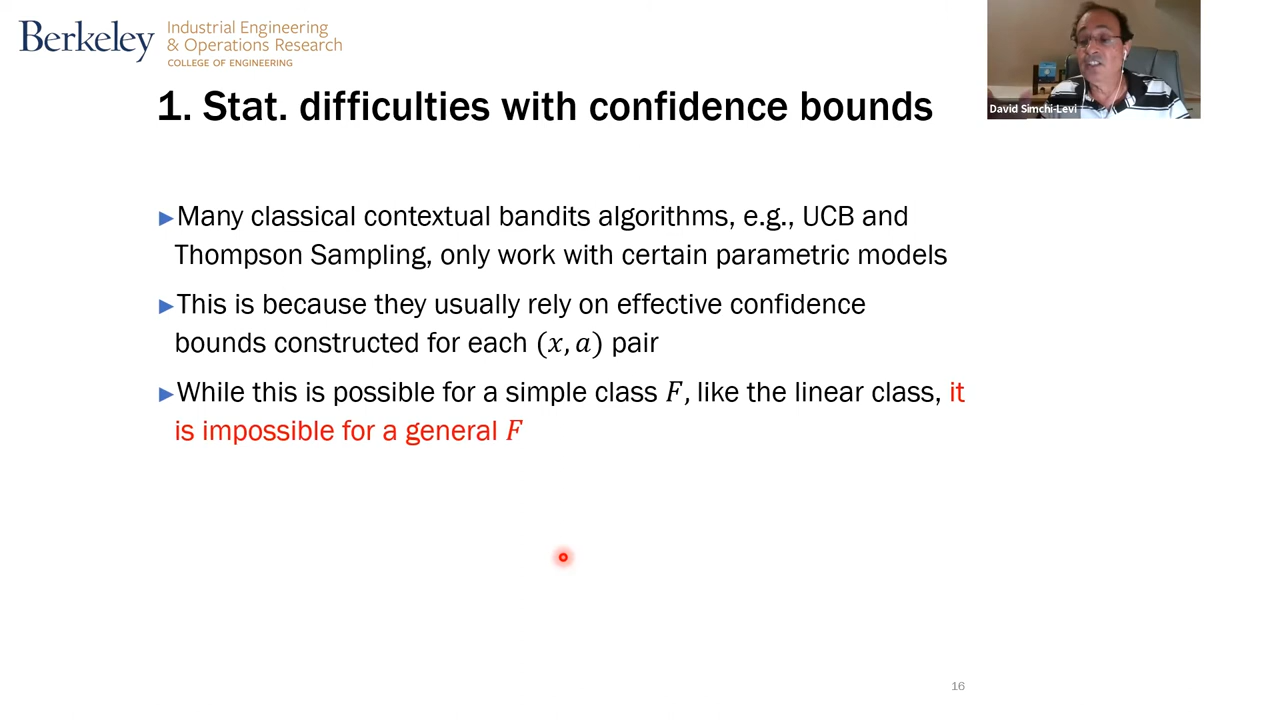 Berkeley
Industrial Engineering
& Operations Research
COLLEGE OF ENGINEERING
David Simchi-Levi
1. Stat. difficulties with confidence bounds
►Many classical contextual bandits algorithms, e.g., UCB and
Thompson Sampling, only work with certain parametric models
►This is because they usually rely on effective confidence
bounds constructed for each (x, a) pair
►While this is possible for a simple class F, like the linear class, it
is impossible for a general F
16